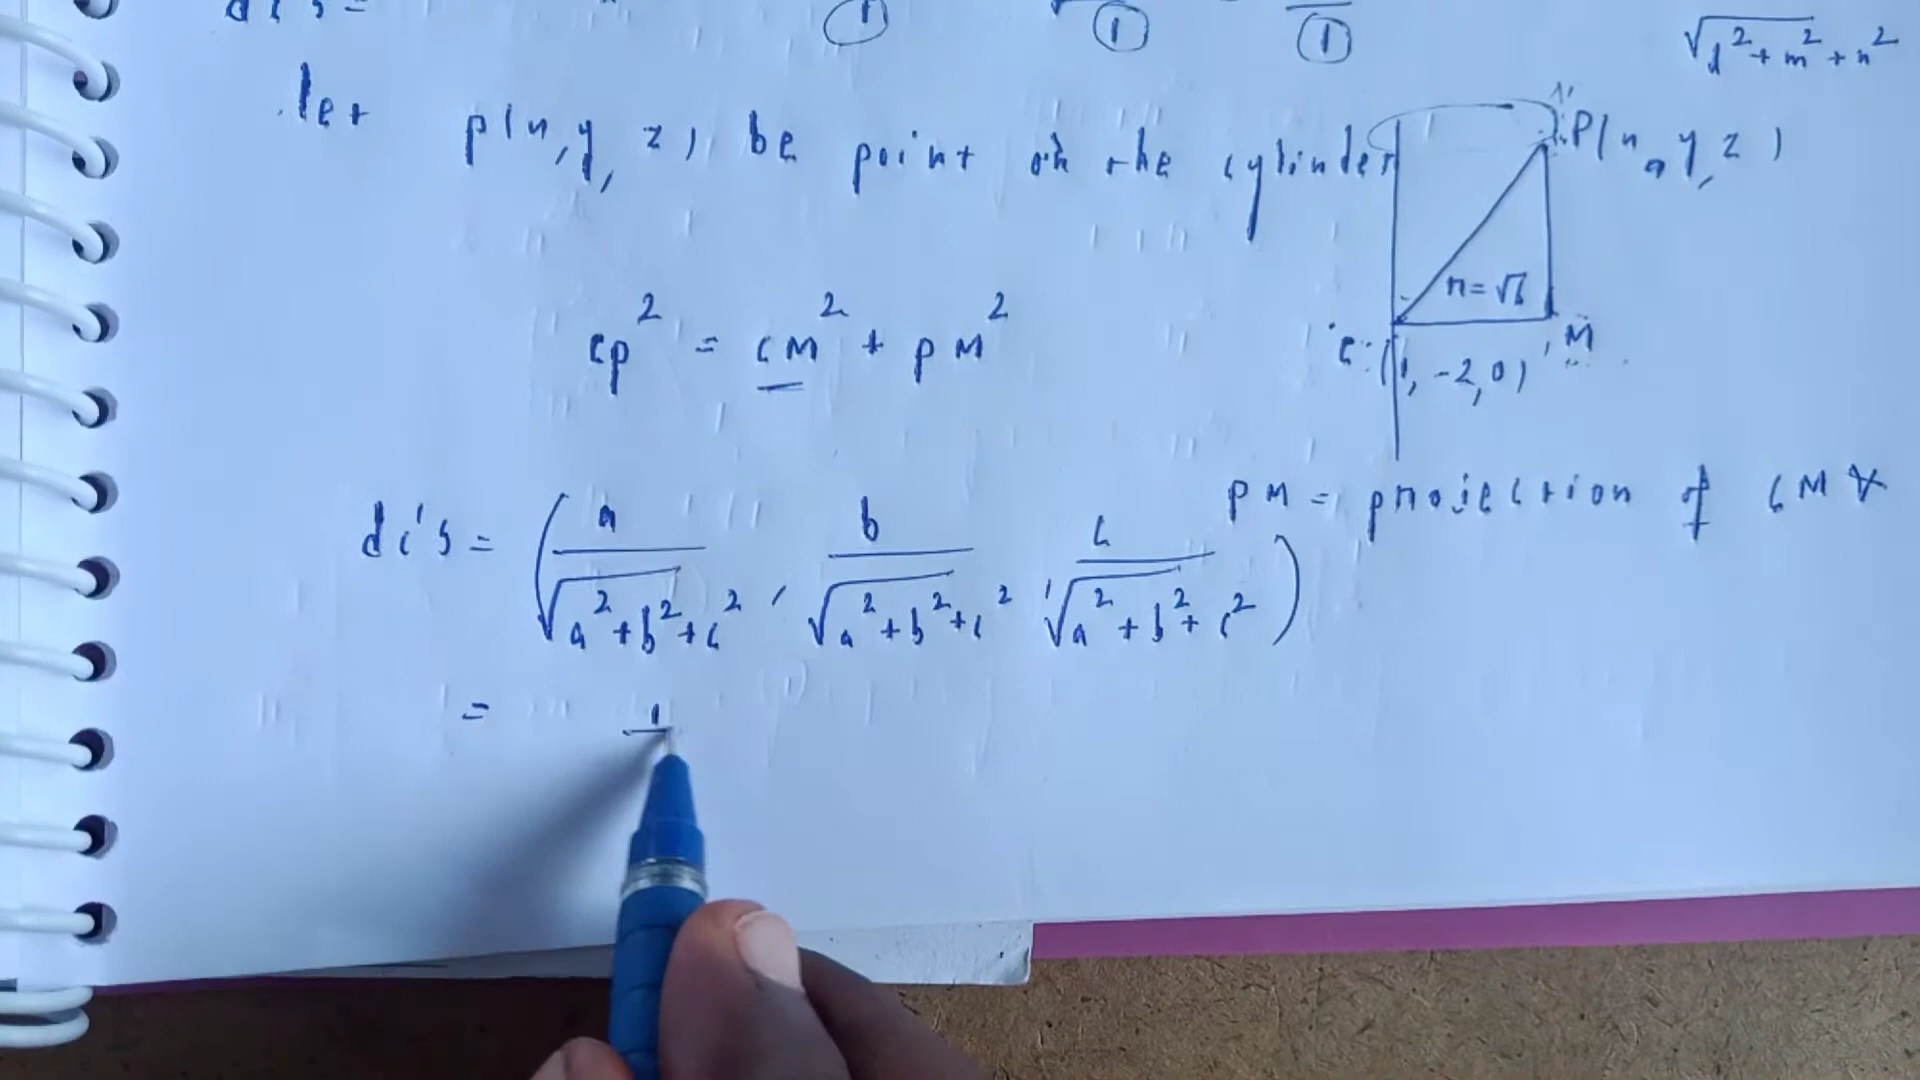 √l²+m²+n²
let p(x,y,z) be point on the cylinder
P(x,y,z)
r=√6
cp² = CM² + PM²
C (1,-2,0) M
PM = projection of CM
dc's = (a/√a²+b²+c², b/√a²+b²+c², c/√a²+b²+c²)
= 1